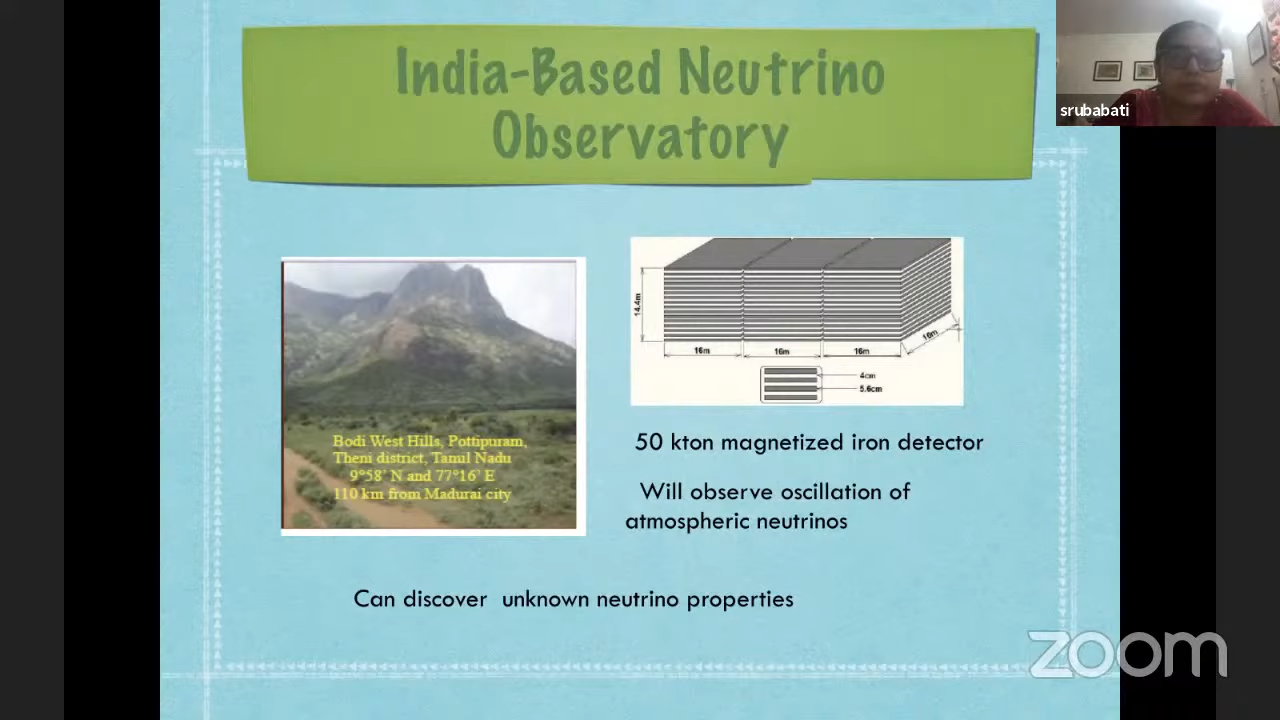 India-Based Neutrino
Observatory
srubabati
14.4m
16m
16m
16m
16m
4cm
5.6cm
Bodi West Hills, Pottipuram,
Theni district, Tamil Nadu
9°58' N and 77°16' E
110 km from Madurai city
50 kton magnetized iron detector
Will observe oscillation of
atmospheric neutrinos
Can discover unknown neutrino properties
zoom